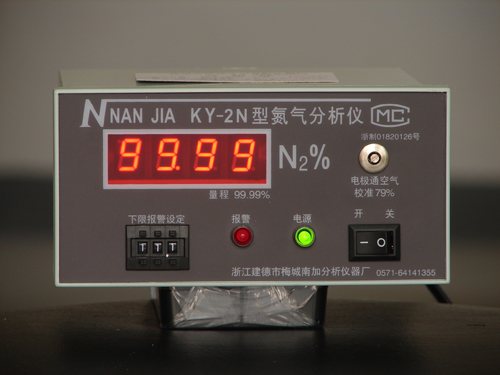 NNAN JIA KY-2N型氮气分析仪 MC
浙制01820126号
99.99 N₂%
量程 99.99%
电极通空气
校准79%
下限报警设定 报警 电源 开 关
浙江建德市梅城南加分析仪器厂 0571-64141355